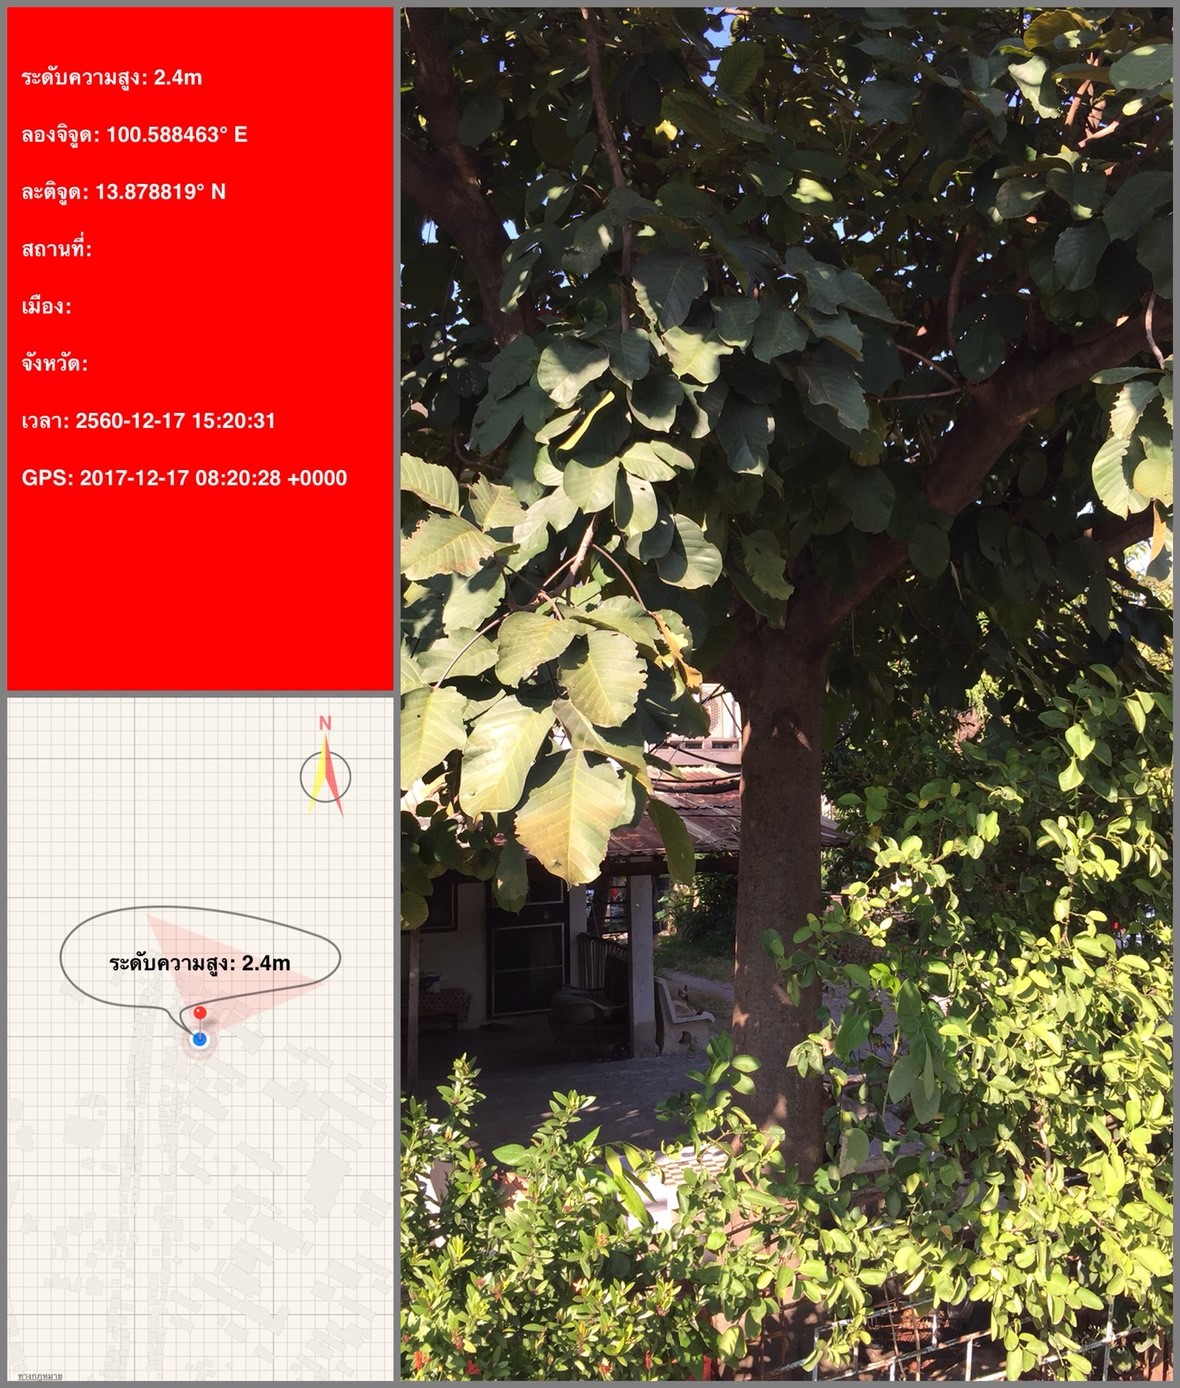 ระดับความสูง: 2.4m
ลองจิจูด: 100.588463° E
ละติจูด: 13.878819° N
สถานที่:
เมือง:
จังหวัด:
เวลา: 2560-12-17 15:20:31
GPS: 2017-12-17 08:20:28 +0000
N
ระดับความสูง: 2.4m
ทางกฎหมาย